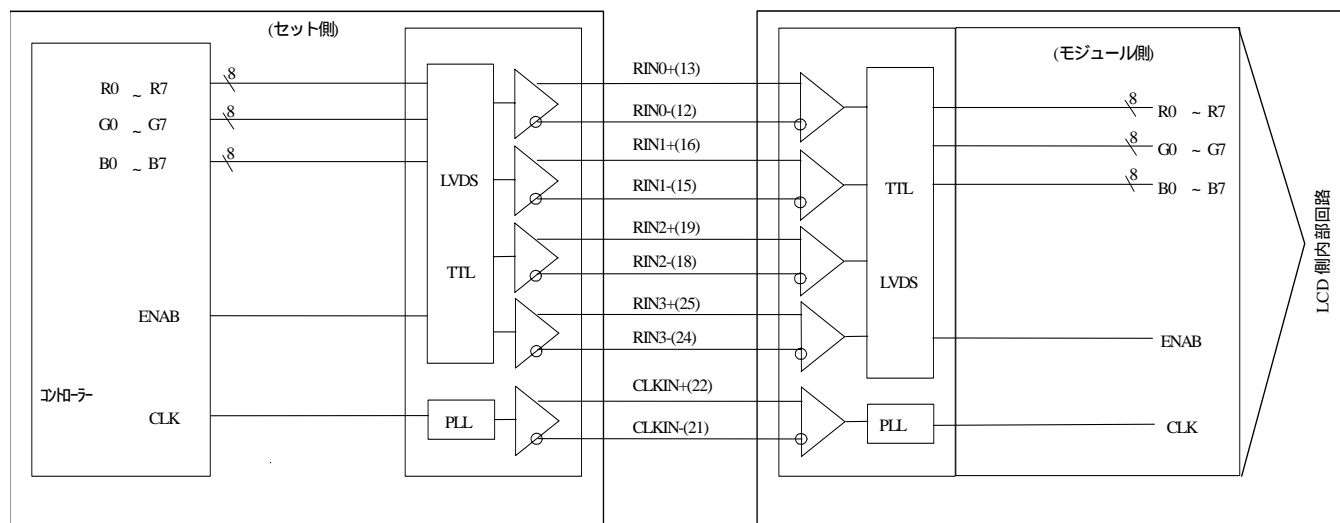 (セット側)
(モジュール側)
R0 ~ R7
8
G0 ~ G7
8
B0 ~ B7
8
ENAB
コントローラー
CLK
LVDS
TTL
PLL
RIN0+(13)
RIN0-(12)
RIN1+(16)
RIN1-(15)
RIN2+(19)
RIN2-(18)
RIN3+(25)
RIN3-(24)
CLKIN+(22)
CLKIN-(21)
TTL
LVDS
PLL
8
R0 ~ R7
8
G0 ~ G7
8
B0 ~ B7
ENAB
CLK
LCD 側内部回路